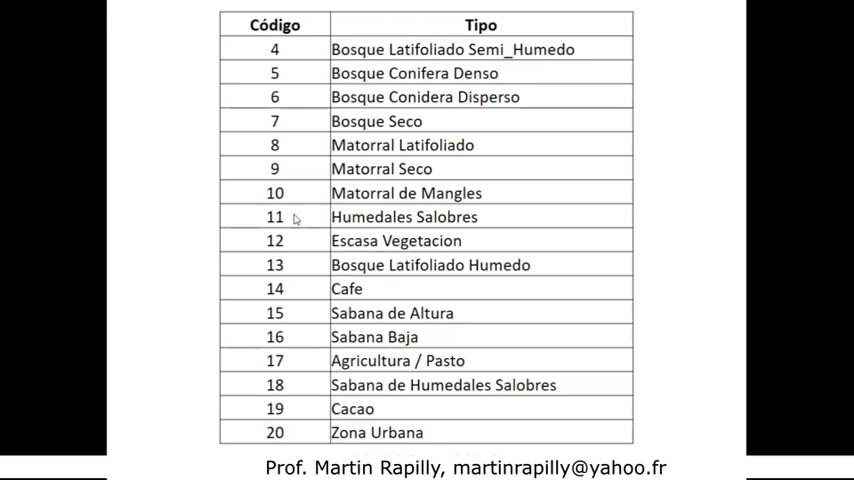 Código Tipo
4 Bosque Latifoliado Semi_Humedo
5 Bosque Conifera Denso
6 Bosque Conidera Disperso
7 Bosque Seco
8 Matorral Latifoliado
9 Matorral Seco
10 Matorral de Mangles
11 Humedales Salobres
12 Escasa Vegetacion
13 Bosque Latifoliado Humedo
14 Cafe
15 Sabana de Altura
16 Sabana Baja
17 Agricultura / Pasto
18 Sabana de Humedales Salobres
19 Cacao
20 Zona Urbana
Prof. Martin Rapilly, martinrapilly@yahoo.fr